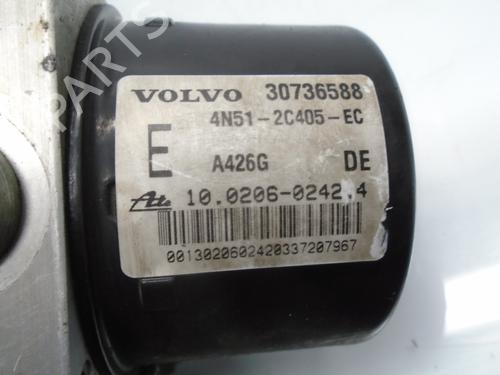 VOLVO 30736588
4N51-2C405-EC
E A426G DE
Ate 10.0206-0242.4
0013020602420337207967
PARTS